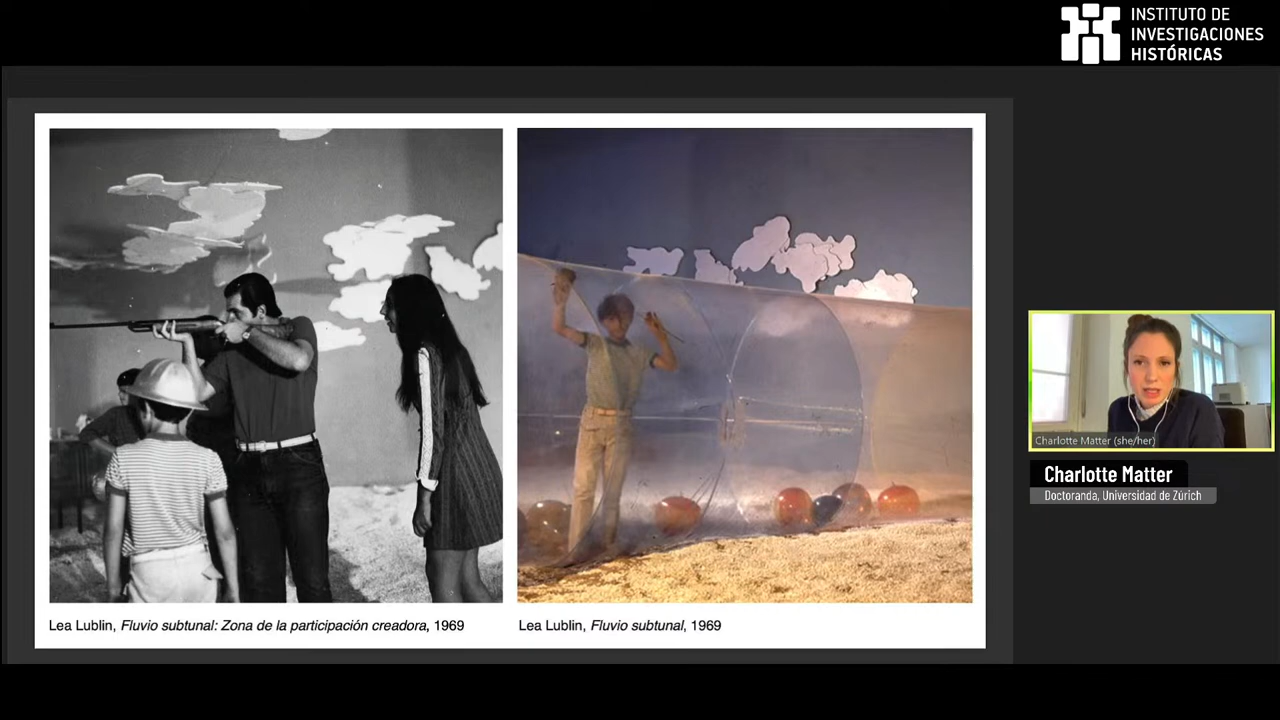 INSTITUTO DE
INVESTIGACIONES
HISTÓRICAS
Lea Lublin, Fluvio subtunal: Zona de la participación creadora, 1969
Lea Lublin, Fluvio subtunal, 1969
Charlotte Matter (she/her)
Charlotte Matter
Doctoranda, Universidad de Zúrich